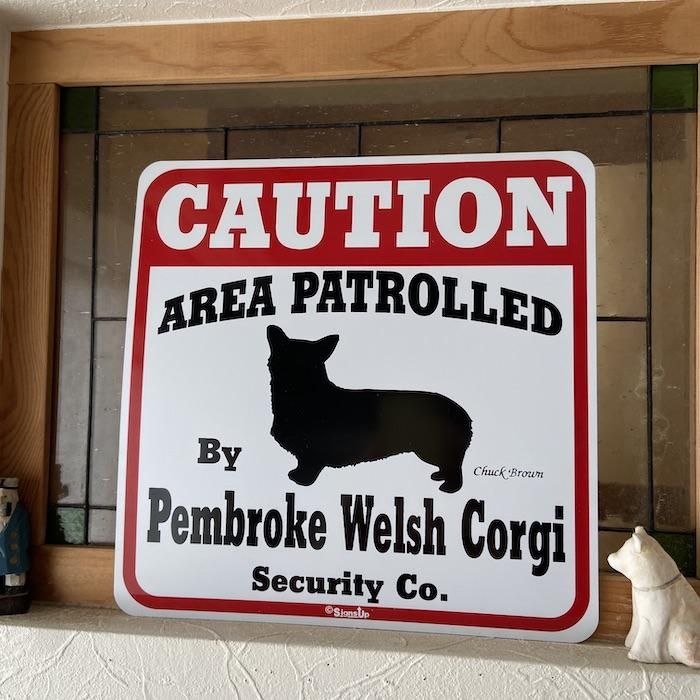 CAUTION
AREA PATROLLED
By
Chuck Brown
Pembroke Welsh Corgi
Security Co.
©SignsUp